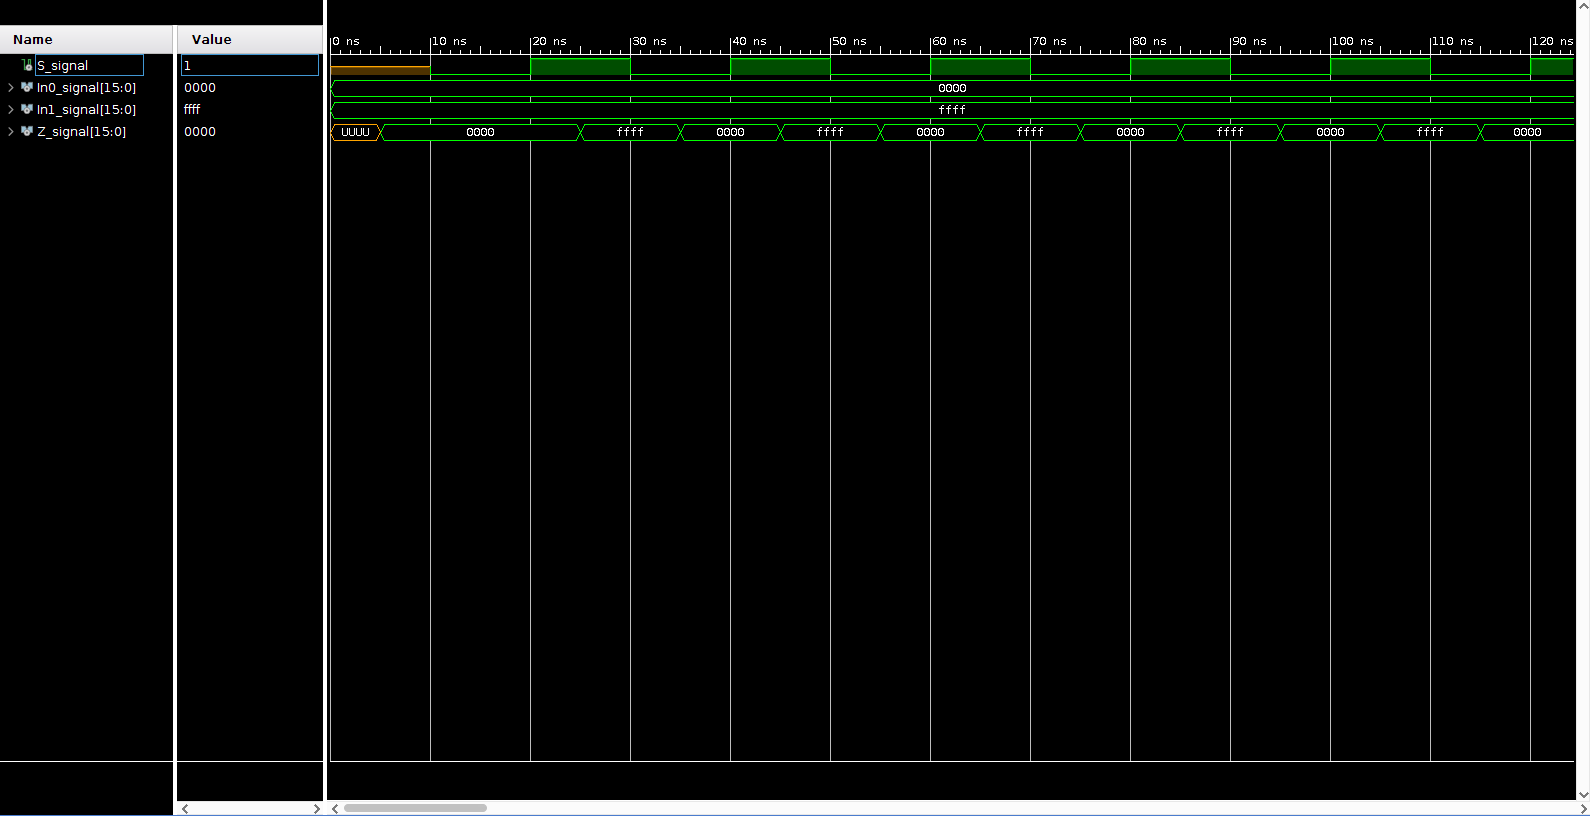 Name Value
0 ns 10 ns 20 ns 30 ns 40 ns 50 ns 60 ns 70 ns 80 ns 90 ns 100 ns 110 ns 120 ns
S_signal 1
In0_signal[15:0] 0000 0000
In1_signal[15:0] ffff ffff
Z_signal[15:0] 0000 UUUU 0000 ffff 0000 ffff 0000 ffff 0000 ffff 0000 ffff 0000